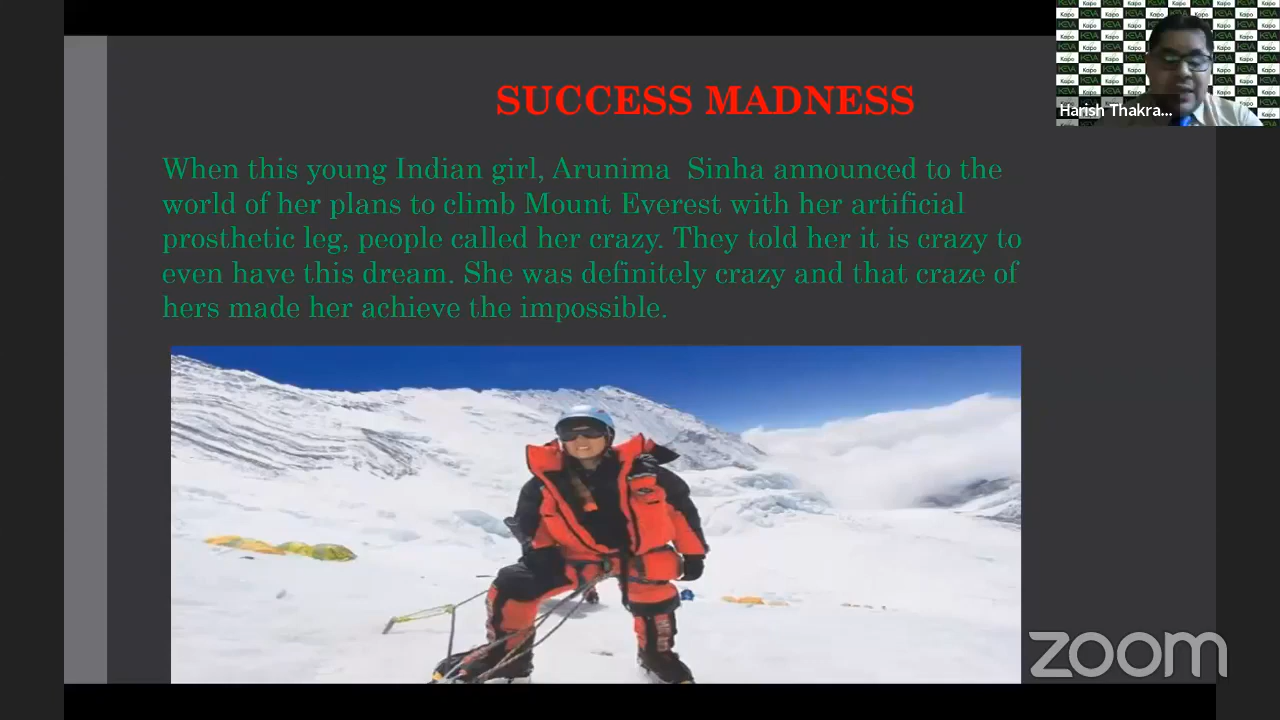 SUCCESS MADNESS
When this young Indian girl, Arunima Sinha announced to the
world of her plans to climb Mount Everest with her artificial
prosthetic leg, people called her crazy. They told her it is crazy to
even have this dream. She was definitely crazy and that craze of
hers made her achieve the impossible.
Harish Thakra...
Kaipo
KEVA
zoom